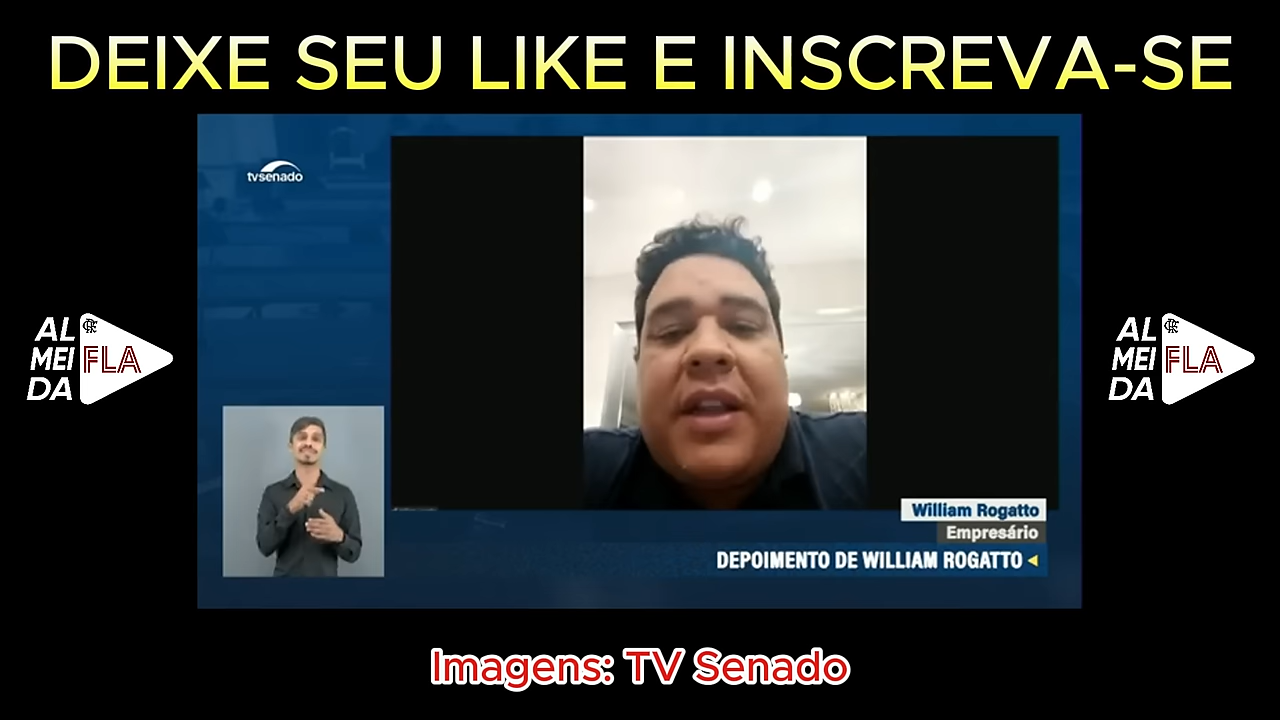 DEIXE SEU LIKE E INSCREVA-SE
tvsenado
AL
MEI
DA
FLA
AL
MEI
DA
FLA
William Rogatto
Empresário
DEPOIMENTO DE WILLIAM ROGATTO
Imagens: TV Senado